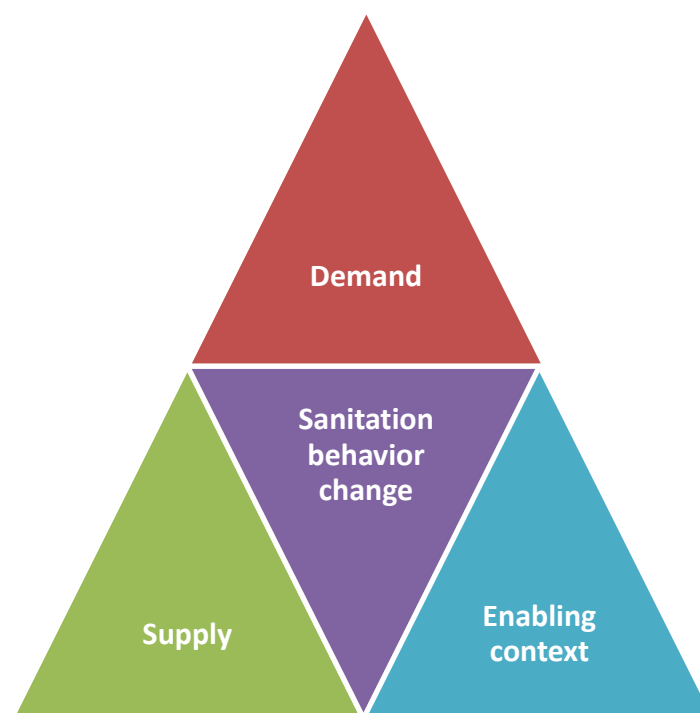 Demand
Sanitation
behavior
change
Supply
Enabling
context